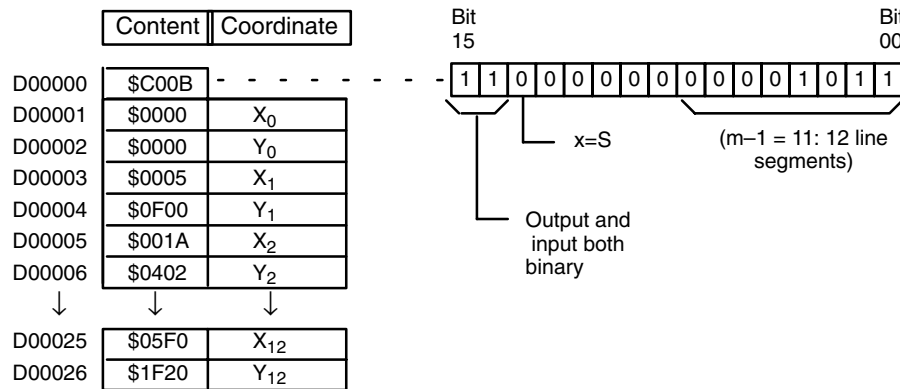 Content Coordinate
Bit 15
Bit 00
D00000 $C00B
1 1 0 0 0 0 0 0 0 0 0 0 1 0 1 1
D00001 $0000 X0
D00002 $0000 Y0
D00003 $0005 X1
D00004 $0F00 Y1
D00005 $001A X2
D00006 $0402 Y2
↓ ↓ ↓
D00025 $05F0 X12
D00026 $1F20 Y12
x=S
(m–1 = 11: 12 line
segments)
Output and
input both
binary